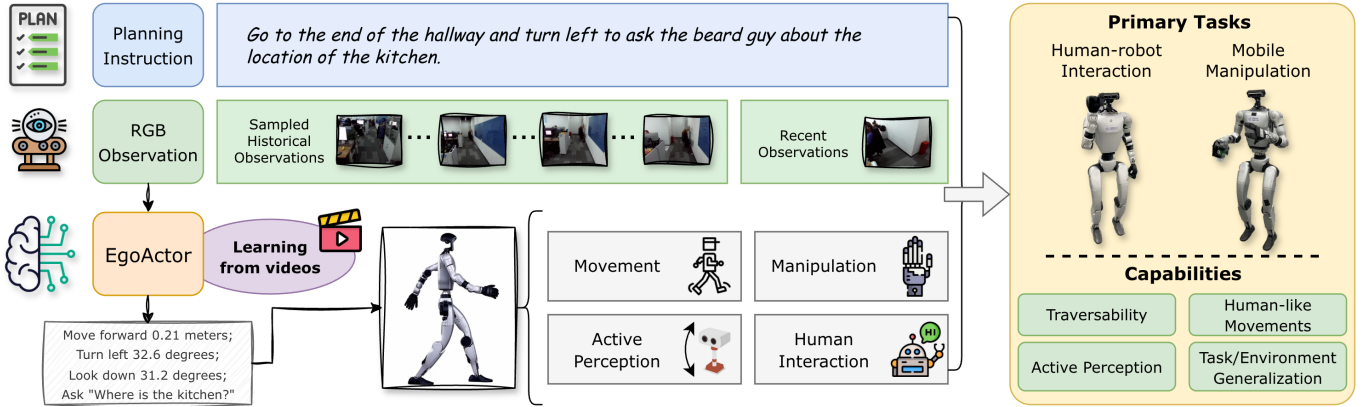 PLAN
Planning
Instruction
Go to the end of the hallway and turn left to ask the beard guy about the
location of the kitchen.
RGB
Observation
Sampled
Historical
Observations
... ... ...
Recent
Observations
EgoActor
Learning
from videos
Move forward 0.21 meters;
Turn left 32.6 degrees;
Look down 31.2 degrees;
Ask "Where is the kitchen?"
Movement
Manipulation
Active
Perception
Human
Interaction
HI
Primary Tasks
Human-robot
Interaction
Mobile
Manipulation
Capabilities
Traversability
Human-like
Movements
Active Perception
Task/Environment
Generalization